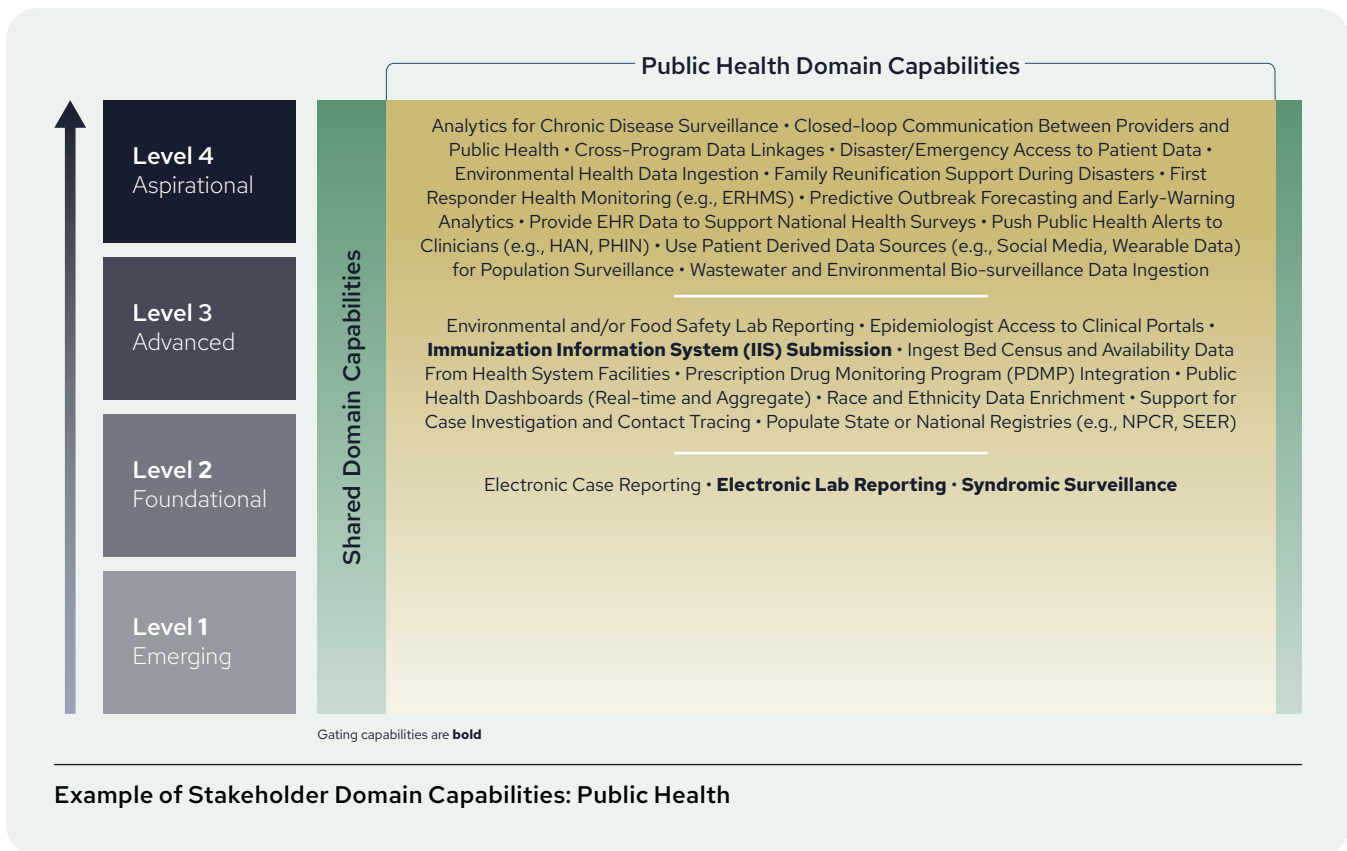 Public Health Domain Capabilities
Level 4
Aspirational
Level 3
Advanced
Level 2
Foundational
Level 1
Emerging
Shared Domain Capabilities
Analytics for Chronic Disease Surveillance • Closed-loop Communication Between Providers and
Public Health • Cross-Program Data Linkages • Disaster/Emergency Access to Patient Data •
Environmental Health Data Ingestion • Family Reunification Support During Disasters • First
Responder Health Monitoring (e.g., ERHMS) • Predictive Outbreak Forecasting and Early-Warning
Analytics • Provide EHR Data to Support National Health Surveys • Push Public Health Alerts to
Clinicians (e.g., HAN, PHIN) • Use Patient Derived Data Sources (e.g., Social Media, Wearable Data)
for Population Surveillance • Wastewater and Environmental Bio-surveillance Data Ingestion
Environmental and/or Food Safety Lab Reporting • Epidemiologist Access to Clinical Portals •
Immunization Information System (IIS) Submission • Ingest Bed Census and Availability Data
From Health System Facilities • Prescription Drug Monitoring Program (PDMP) Integration • Public
Health Dashboards (Real-time and Aggregate) • Race and Ethnicity Data Enrichment • Support for
Case Investigation and Contact Tracing • Populate State or National Registries (e.g., NPCR, SEER)
Electronic Case Reporting • Electronic Lab Reporting • Syndromic Surveillance
Gating capabilities are bold
Example of Stakeholder Domain Capabilities: Public Health